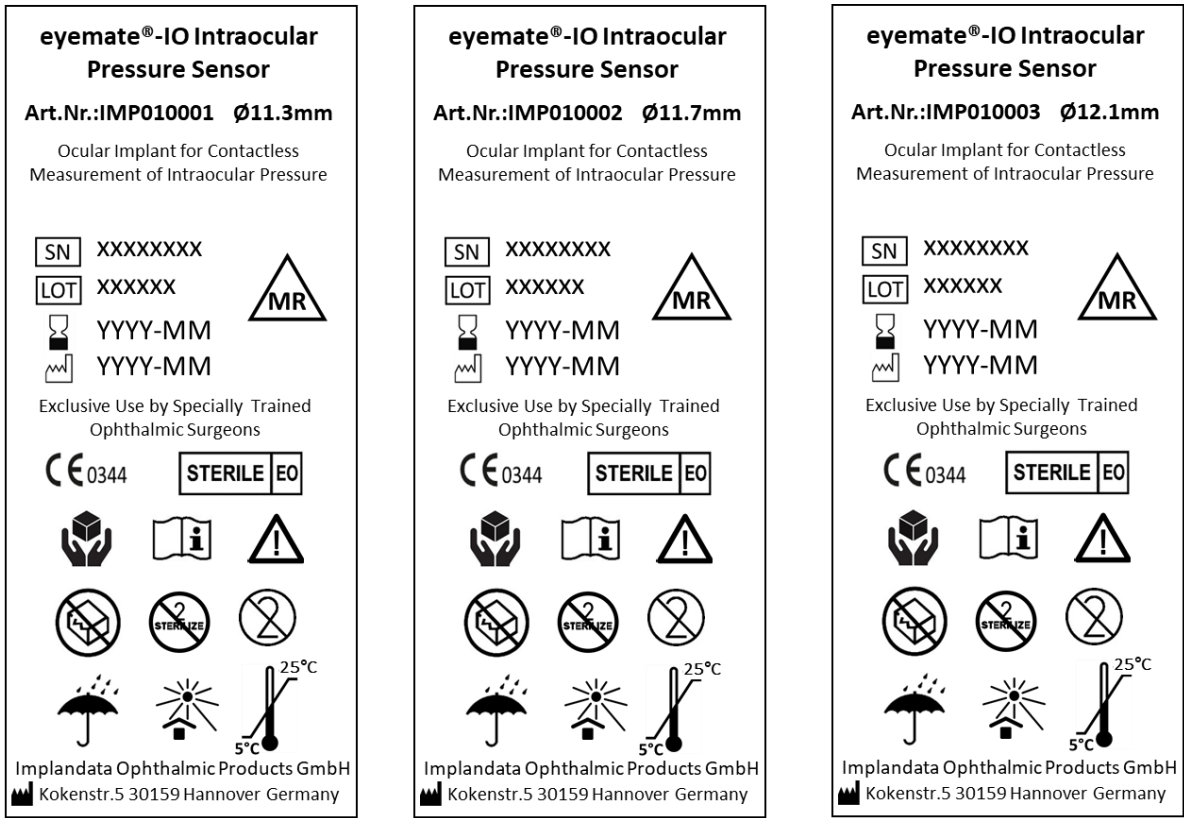 eyemate®-IO Intraocular
Pressure Sensor
Art.Nr.:IMP010001 Ø11.3mm
Ocular Implant for Contactless
Measurement of Intraocular Pressure
SN XXXXXXXX
LOT XXXXXX
MR
YYYY-MM
YYYY-MM
Exclusive Use by Specially Trained
Ophthalmic Surgeons
CE 0344 STERILE EO
i !
2 STERILIZE 2
25°C
5°C
Implandata Ophthalmic Products GmbH
Kokenstr.5 30159 Hannover Germany
eyemate®-IO Intraocular
Pressure Sensor
Art.Nr.:IMP010002 Ø11.7mm
Ocular Implant for Contactless
Measurement of Intraocular Pressure
SN XXXXXXXX
LOT XXXXXX
MR
YYYY-MM
YYYY-MM
Exclusive Use by Specially Trained
Ophthalmic Surgeons
CE 0344 STERILE EO
i !
2 STERILIZE 2
25°C
5°C
Implandata Ophthalmic Products GmbH
Kokenstr.5 30159 Hannover Germany
eyemate®-IO Intraocular
Pressure Sensor
Art.Nr.:IMP010003 Ø12.1mm
Ocular Implant for Contactless
Measurement of Intraocular Pressure
SN XXXXXXXX
LOT XXXXXX
MR
YYYY-MM
YYYY-MM
Exclusive Use by Specially Trained
Ophthalmic Surgeons
CE 0344 STERILE EO
i !
2 STERILIZE 2
25°C
5°C
Implandata Ophthalmic Products GmbH
Kokenstr.5 30159 Hannover Germany